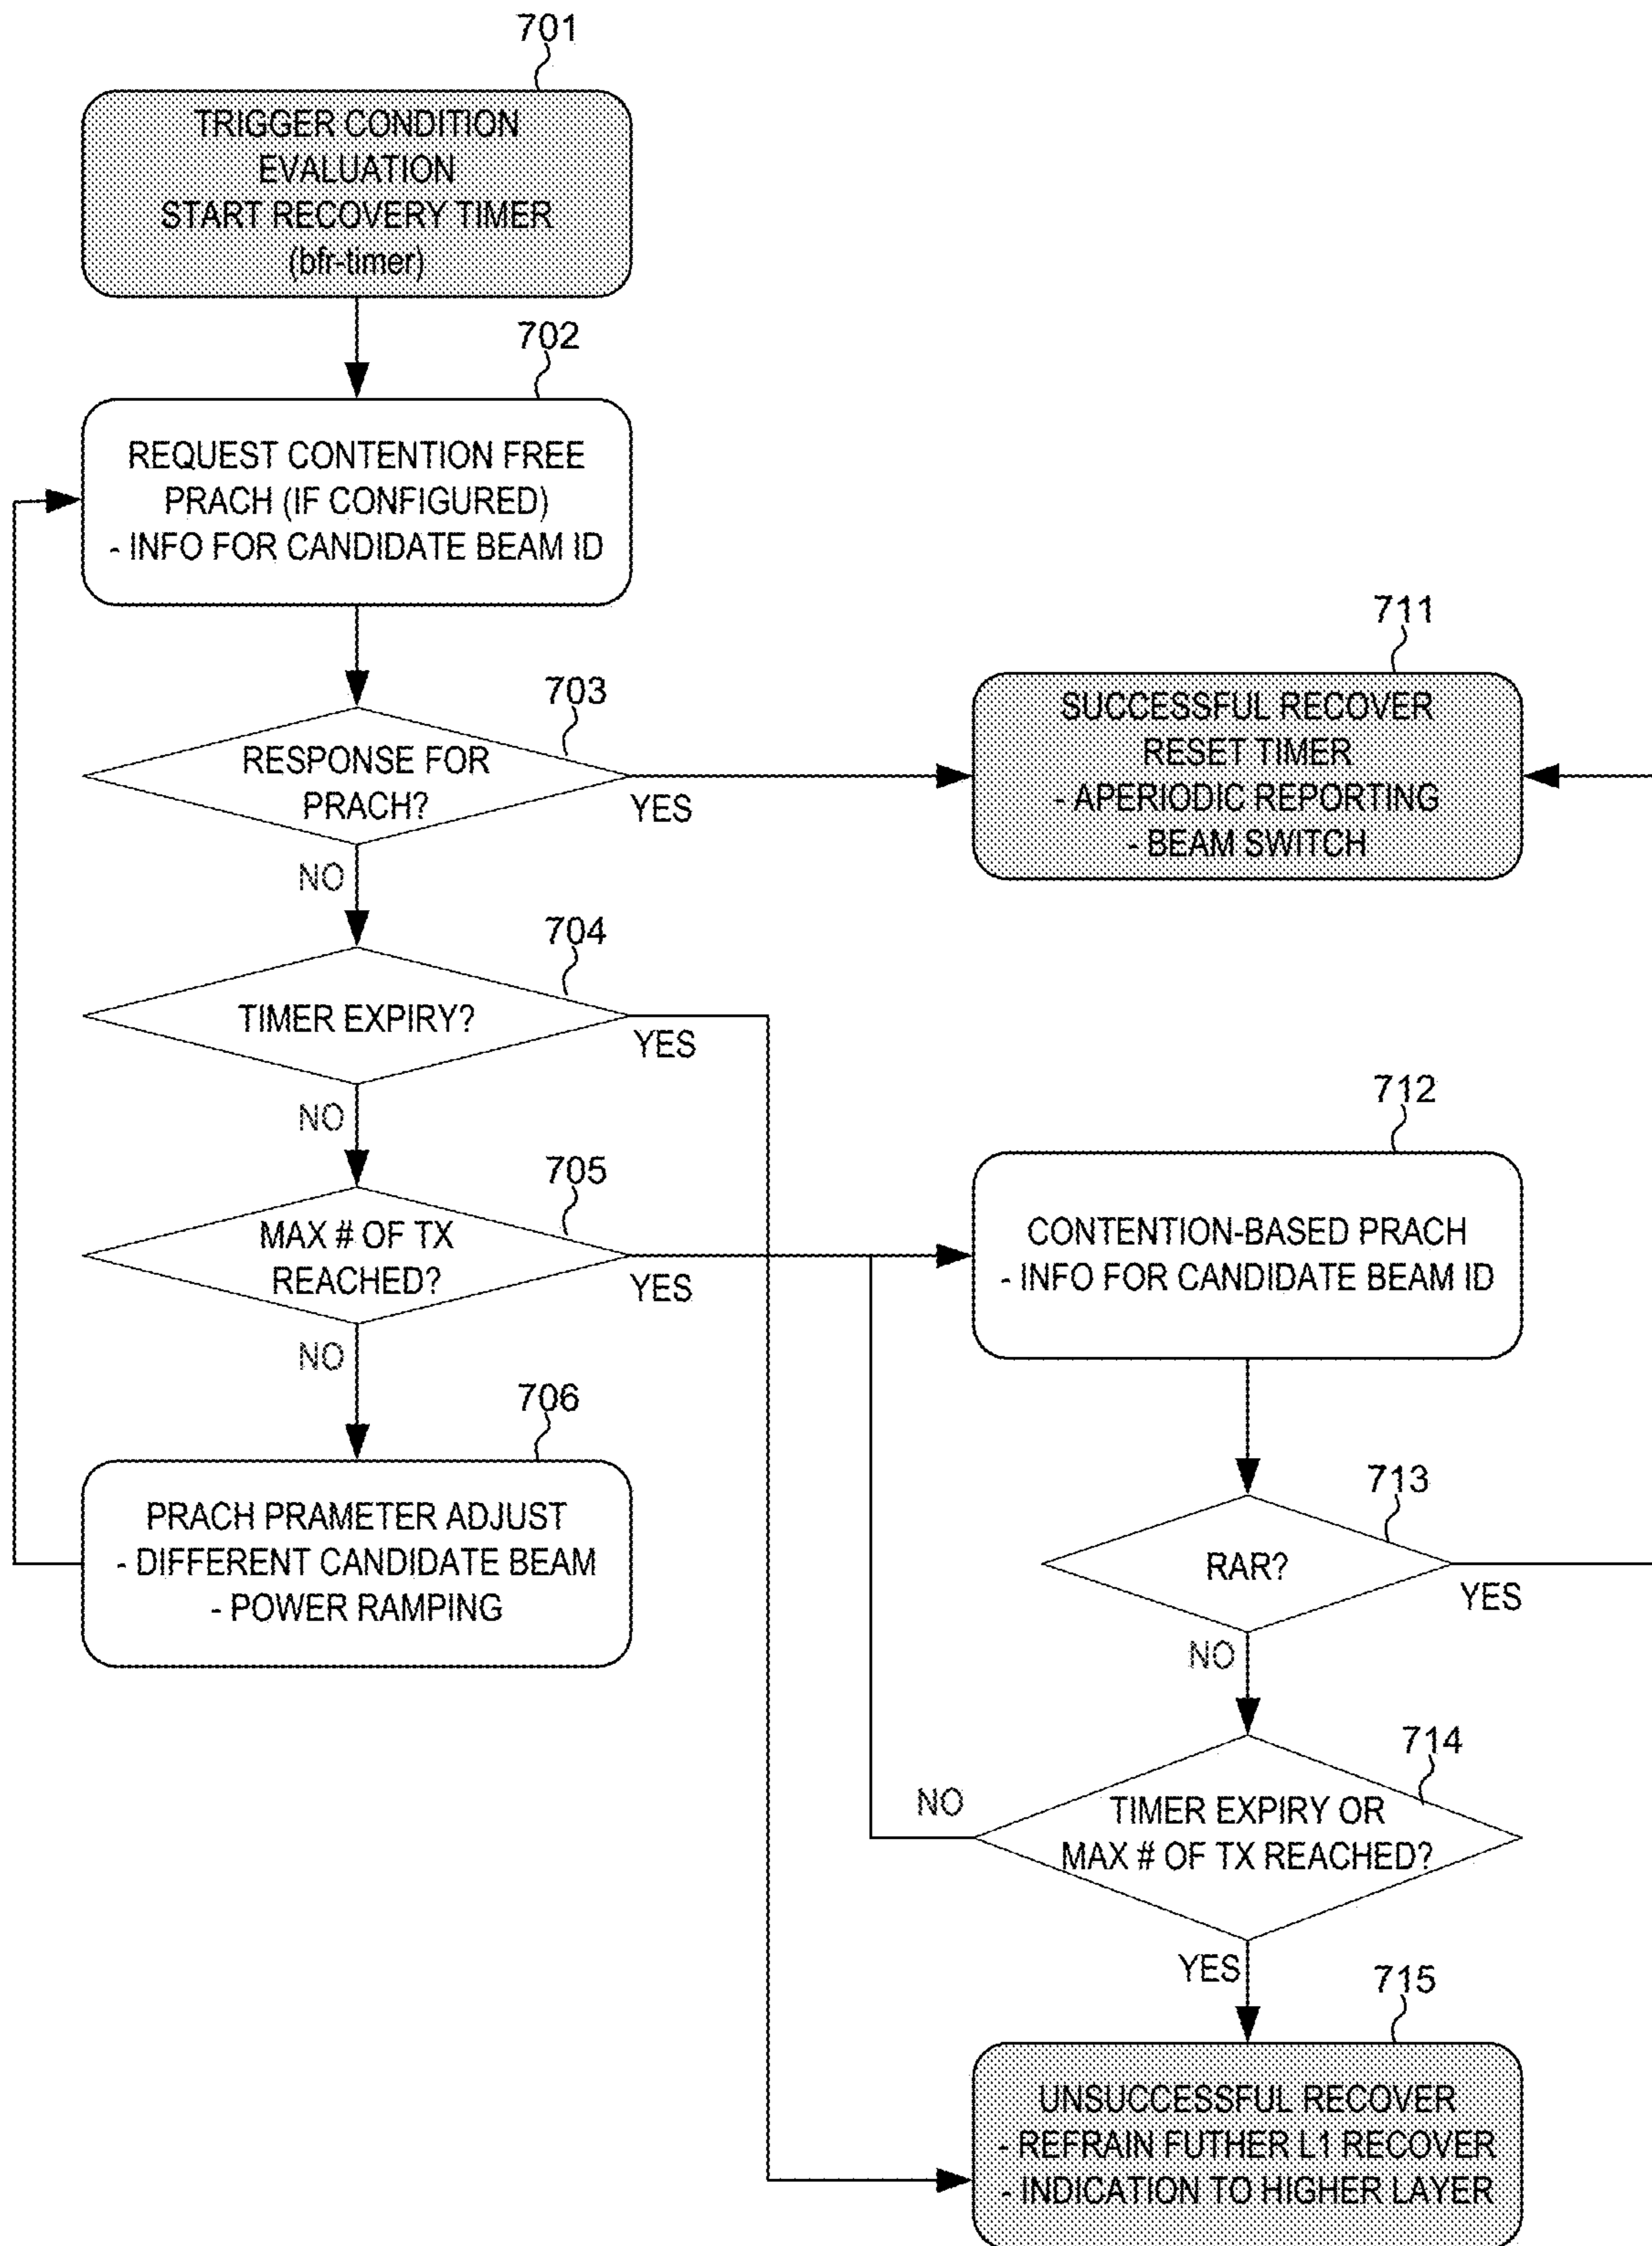 701
TRIGGER CONDITION
EVALUATION
START RECOVERY TIMER
(bfr-timer)
702
REQUEST CONTENTION FREE
PRACH (IF CONFIGURED)
- INFO FOR CANDIDATE BEAM ID
703
RESPONSE FOR
PRACH?
YES
NO
711
SUCCESSFUL RECOVER
RESET TIMER
- APERIODIC REPORTING
- BEAM SWITCH
704
TIMER EXPIRY?
YES
NO
705
MAX # OF TX
REACHED?
YES
NO
706
PRACH PRAMETER ADJUST
- DIFFERENT CANDIDATE BEAM
- POWER RAMPING
712
CONTENTION-BASED PRACH
- INFO FOR CANDIDATE BEAM ID
713
RAR?
YES
NO
714
TIMER EXPIRY OR
MAX # OF TX REACHED?
NO
YES
715
UNSUCCESSFUL RECOVER
- REFRAIN FUTHER L1 RECOVER
- INDICATION TO HIGHER LAYER